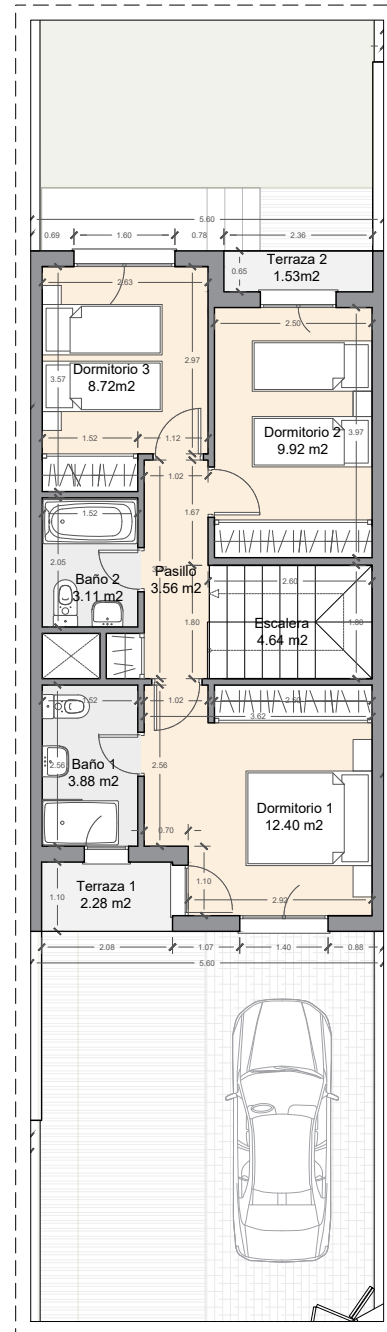 5.60
0.69
1.60
0.78
2.36
Terraza 2
1.53m2
0.65
2.63
2.50
2.97
Dormitorio 3
8.72m2
3.57
Dormitorio 2
9.92 m2
3.97
1.52
1.12
1.02
1.67
1.52
2.05
Baño 2
3.11 m2
Pasillo
3.56 m2
2.60
1.80
Escalera
4.64 m2
1.80
1.52
1.02
2.60
3.62
2.56
2.56
Baño 1
3.88 m2
Dormitorio 1
12.40 m2
0.70
1.10
Terraza 1
2.28 m2
1.10
2.92
2.08
1.07
1.40
0.88
5.60